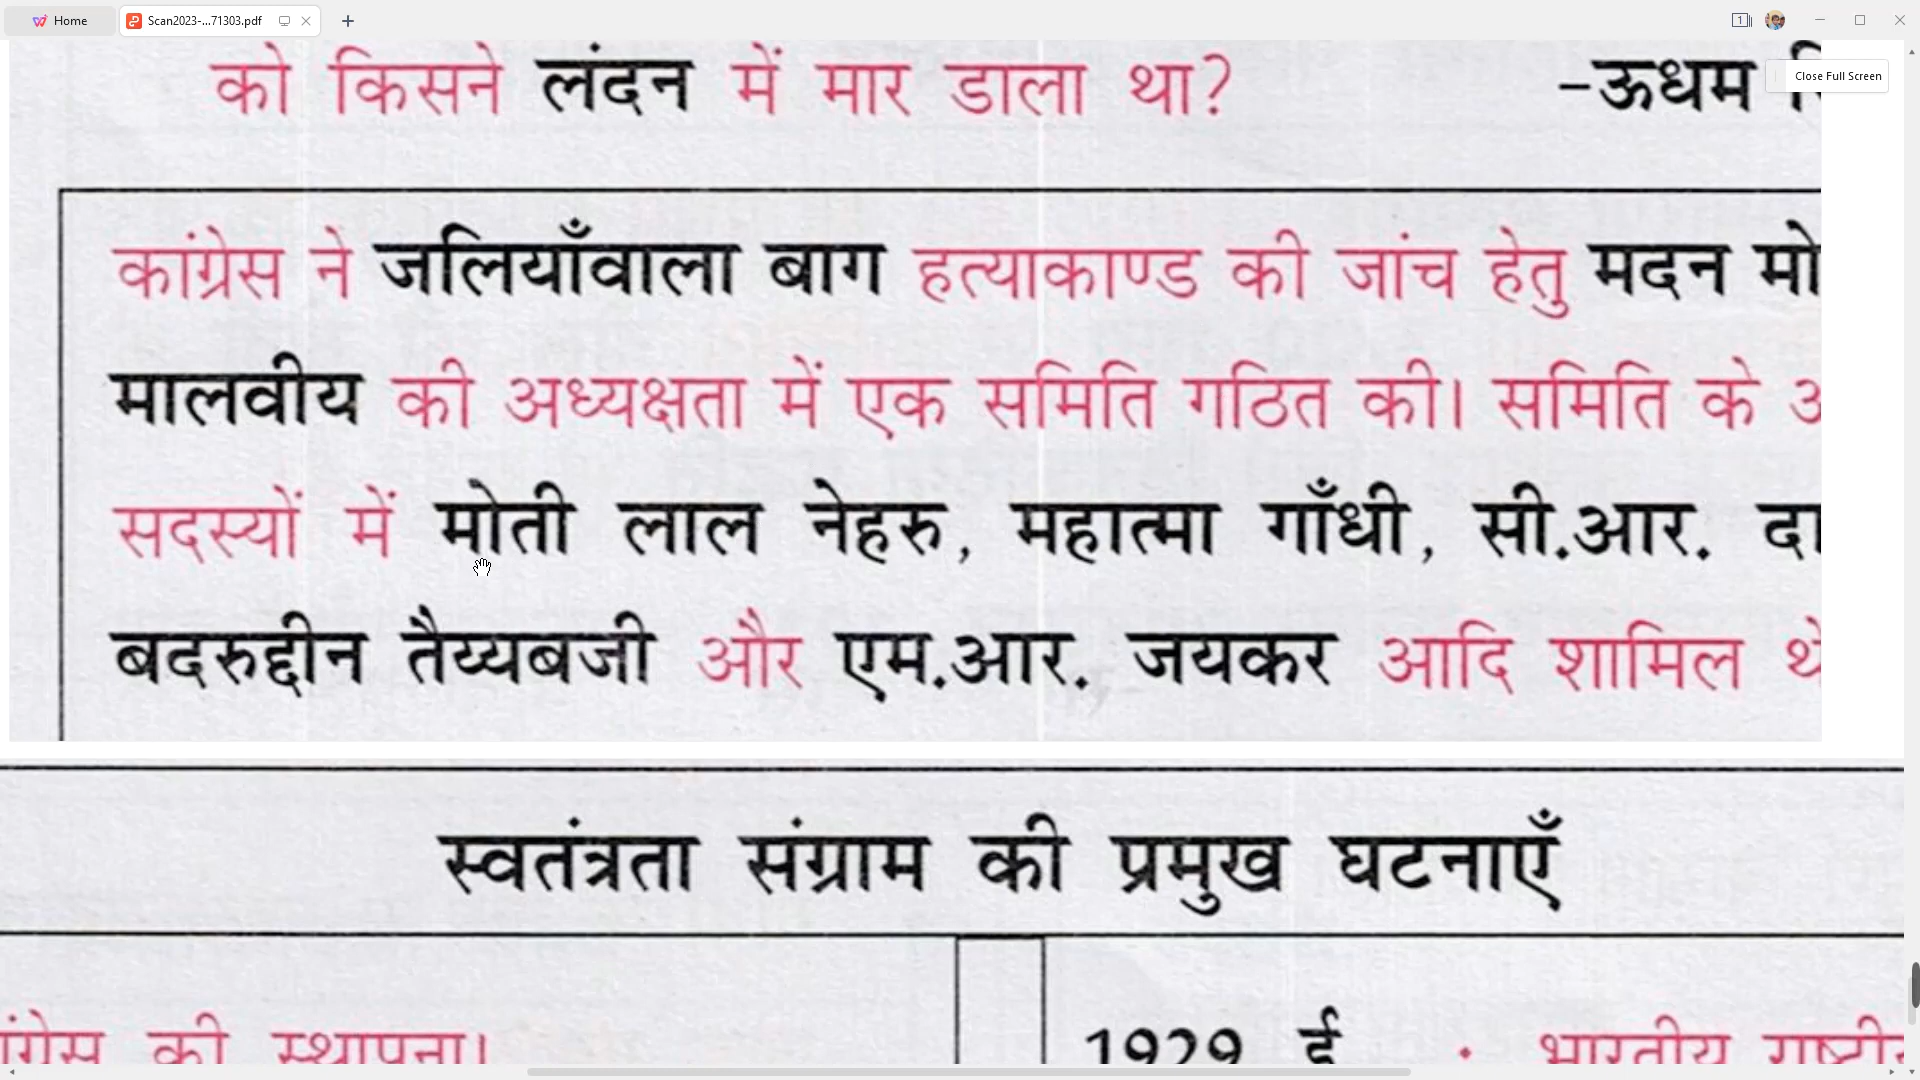 Home
Scan2023-...71303.pdf
1
Close Full Screen
को किसने लंदन में मार डाला था? -ऊधम
कांग्रेस ने जलियाँवाला बाग हत्याकाण्ड की जांच हेतु मदन
मालवीय की अध्यक्षता में एक समिति गठित की। समिति के
सदस्यों में मोती लाल नेहरु, महात्मा गाँधी, सी.आर.
बदरुद्दीन तैय्यबजी और एम.आर. जयकर आदि शामिल
स्वतंत्रता संग्राम की प्रमुख घटनाएँ
की स्थापना।
1929 ई · भारतीय